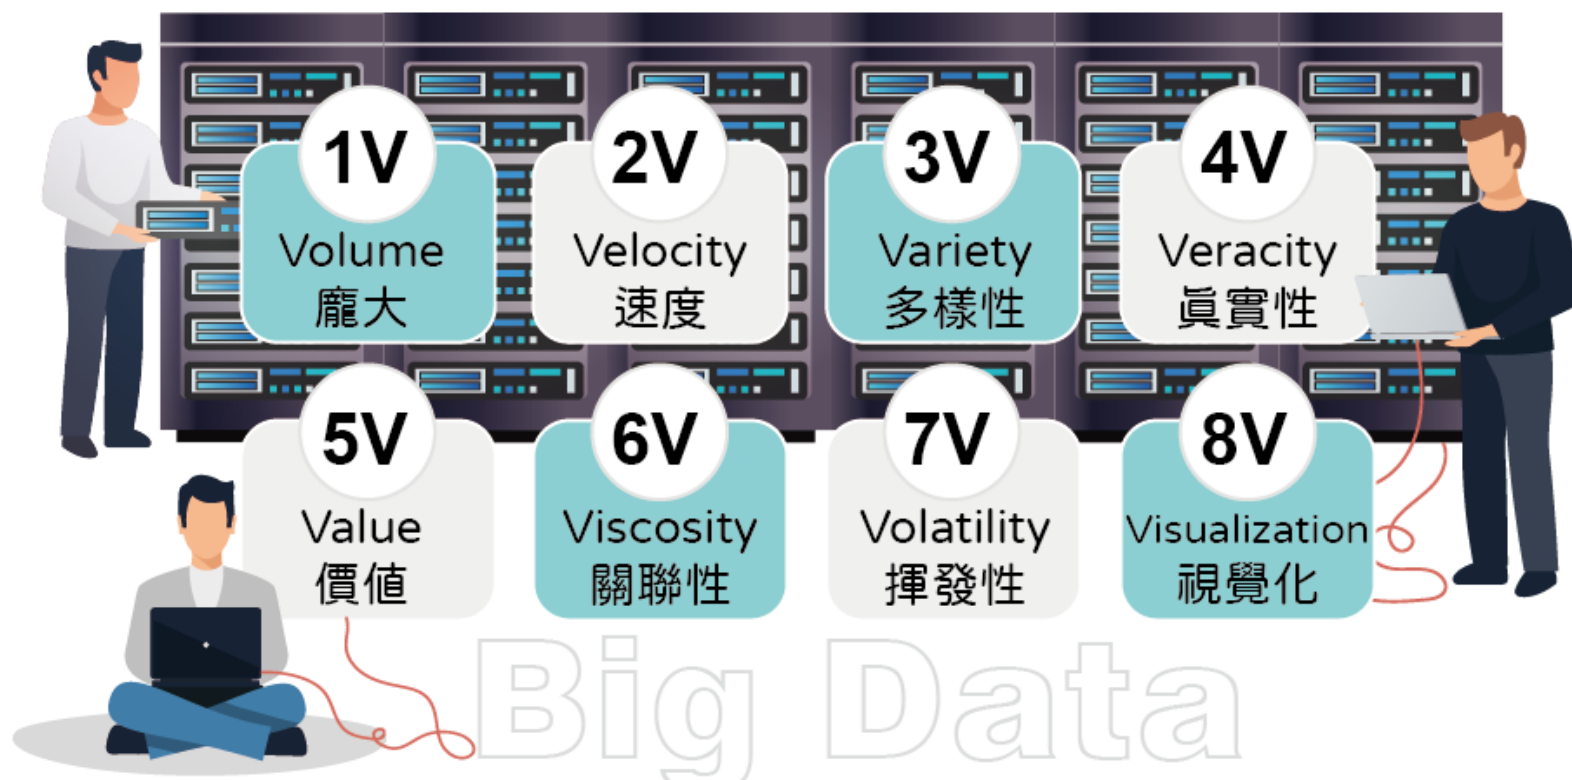 1V
Volume
龐大
2V
Velocity
速度
3V
Variety
多樣性
4V
Veracity
眞實性
5V
Value
價值
6V
Viscosity
關聯性
7V
Volatility
揮發性
8V
Visualization
視覺化
Big Data